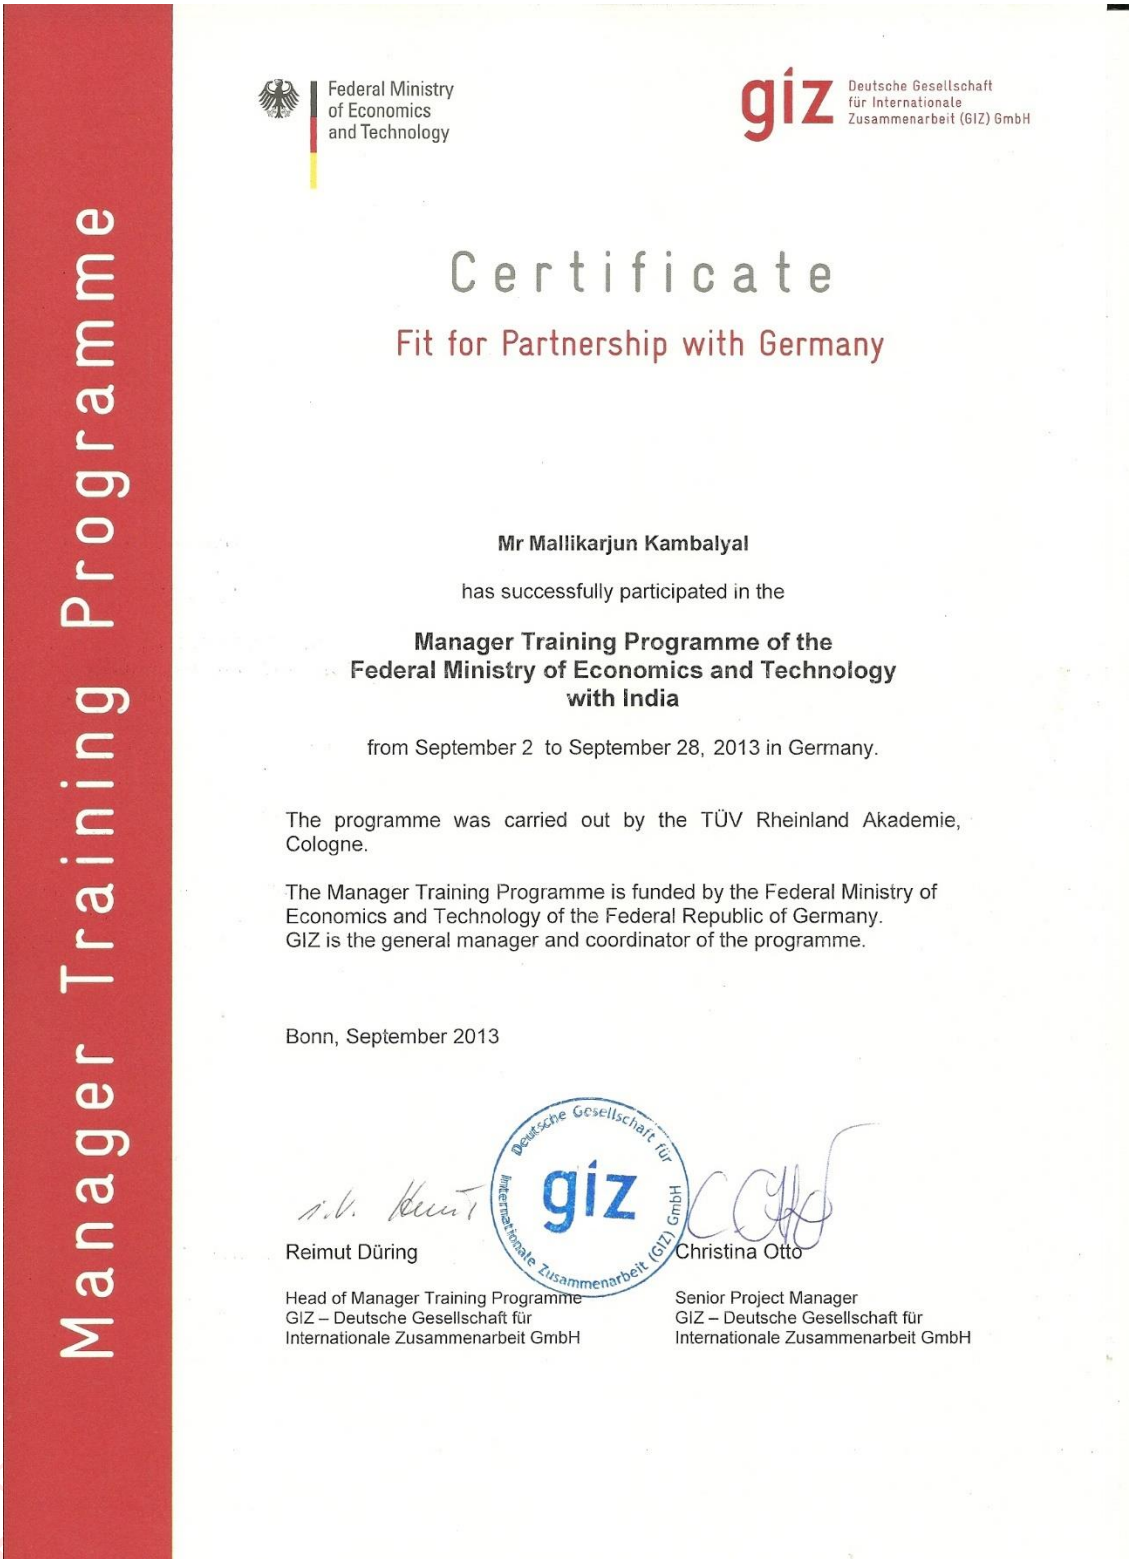 Manager Training Programme
Federal Ministry
of Economics
and Technology
giz
Deutsche Gesellschaft
für Internationale
Zusammenarbeit (GIZ) GmbH
Certificate
Fit for Partnership with Germany
Mr Mallikarjun Kambalyal
has successfully participated in the
Manager Training Programme of the
Federal Ministry of Economics and Technology
with India
from September 2 to September 28, 2013 in Germany.
The programme was carried out by the TÜV Rheinland Akademie,
Cologne.
The Manager Training Programme is funded by the Federal Ministry of
Economics and Technology of the Federal Republic of Germany.
GIZ is the general manager and coordinator of the programme.
Bonn, September 2013
Deutsche Gesellschaft für
Internationale Zusammenarbeit (GIZ) GmbH
giz
i.V.
Reimut Düring
Christina Otto
Head of Manager Training Programme
GIZ – Deutsche Gesellschaft für
Internationale Zusammenarbeit GmbH
Senior Project Manager
GIZ – Deutsche Gesellschaft für
Internationale Zusammenarbeit GmbH